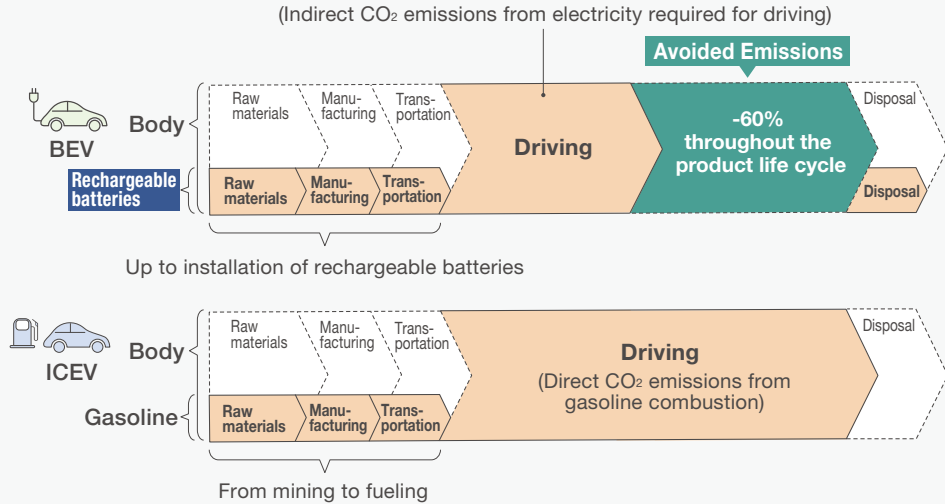 (Indirect CO₂ emissions from electricity required for driving)
Avoided Emissions
BEV
Body
Raw
materials
Manu-
facturing
Trans-
portation
Driving
-60%
throughout the
product life cycle
Disposal
Rechargeable
batteries
Raw
materials
Manu-
facturing
Trans-
portation
Disposal
Up to installation of rechargeable batteries
ICEV
Body
Raw
materials
Manu-
facturing
Trans-
portation
Driving
(Direct CO₂ emissions from
gasoline combustion)
Disposal
Gasoline
Raw
materials
Manu-
facturing
Trans-
portation
From mining to fueling